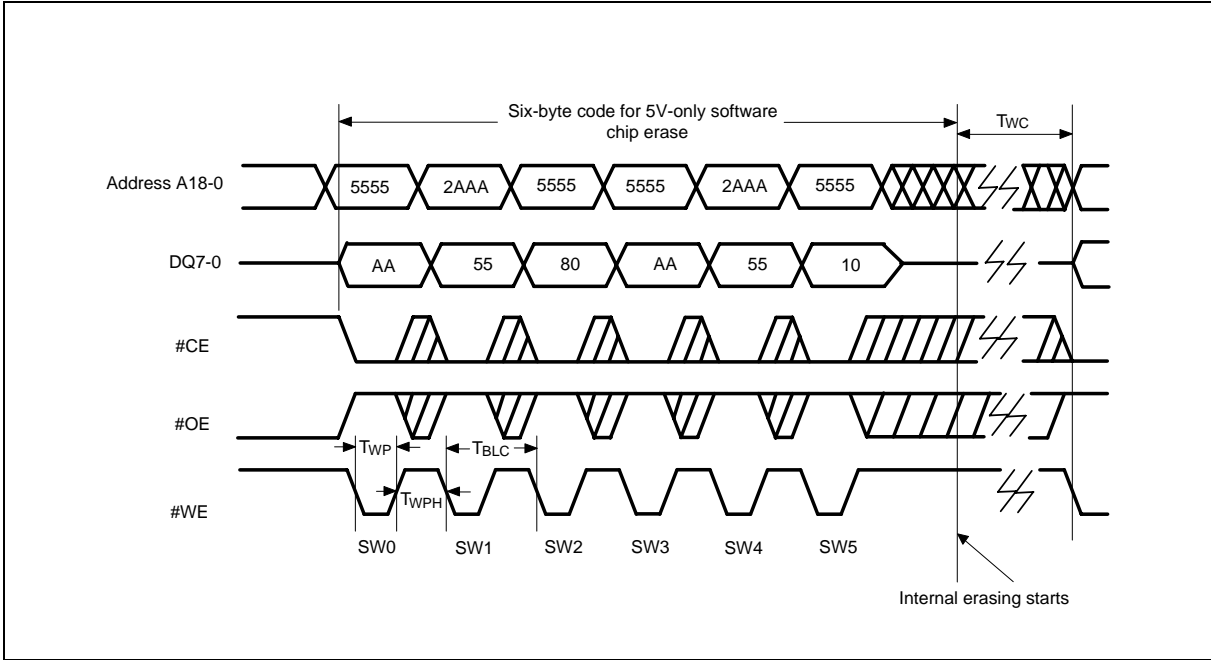 Six-byte code for 5V-only software
chip erase
TWC
Address A18-0
5555
2AAA
5555
5555
2AAA
5555
DQ7-0
AA
55
80
AA
55
10
#CE
#OE
TWP
TBLC
TWPH
#WE
SW0
SW1
SW2
SW3
SW4
SW5
Internal erasing starts